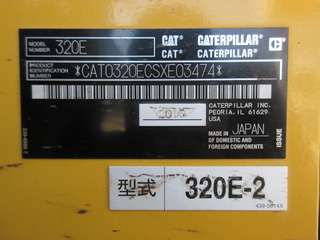 MODEL NUMBER 320E
CAT CATERPILLAR C
CAT CATERPILLAR
PRODUCT IDENTIFICATION NUMBER *CAT0320ECSXE03474*
CATERPILLAR INC.
PEORIA, IL 61629
USA
MADE IN JAPAN
OF DOMESTIC AND
FOREIGN COMPONENTS
ISSUE
型式 320E-2